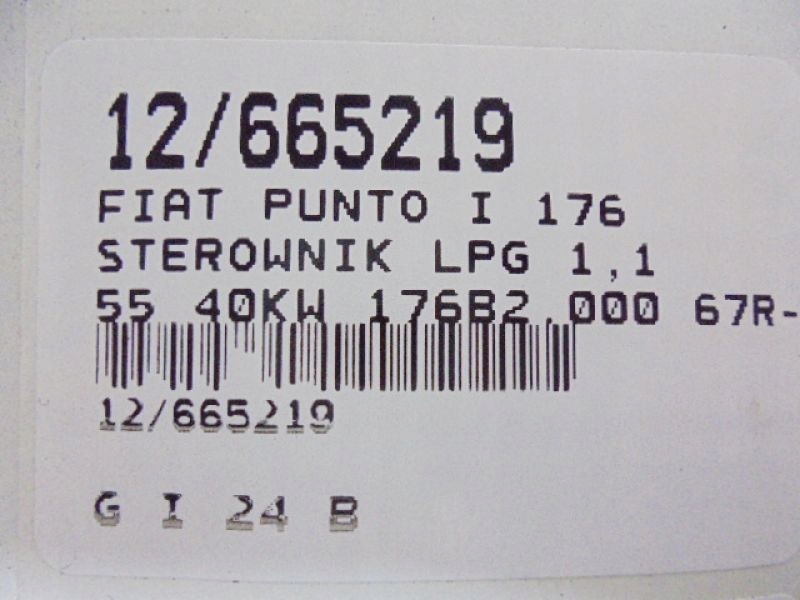 12/665219
FIAT PUNTO I 176
STEROWNIK LPG 1,1
55 40KW 176B2.000 67R-
12/665219
G I 24 B